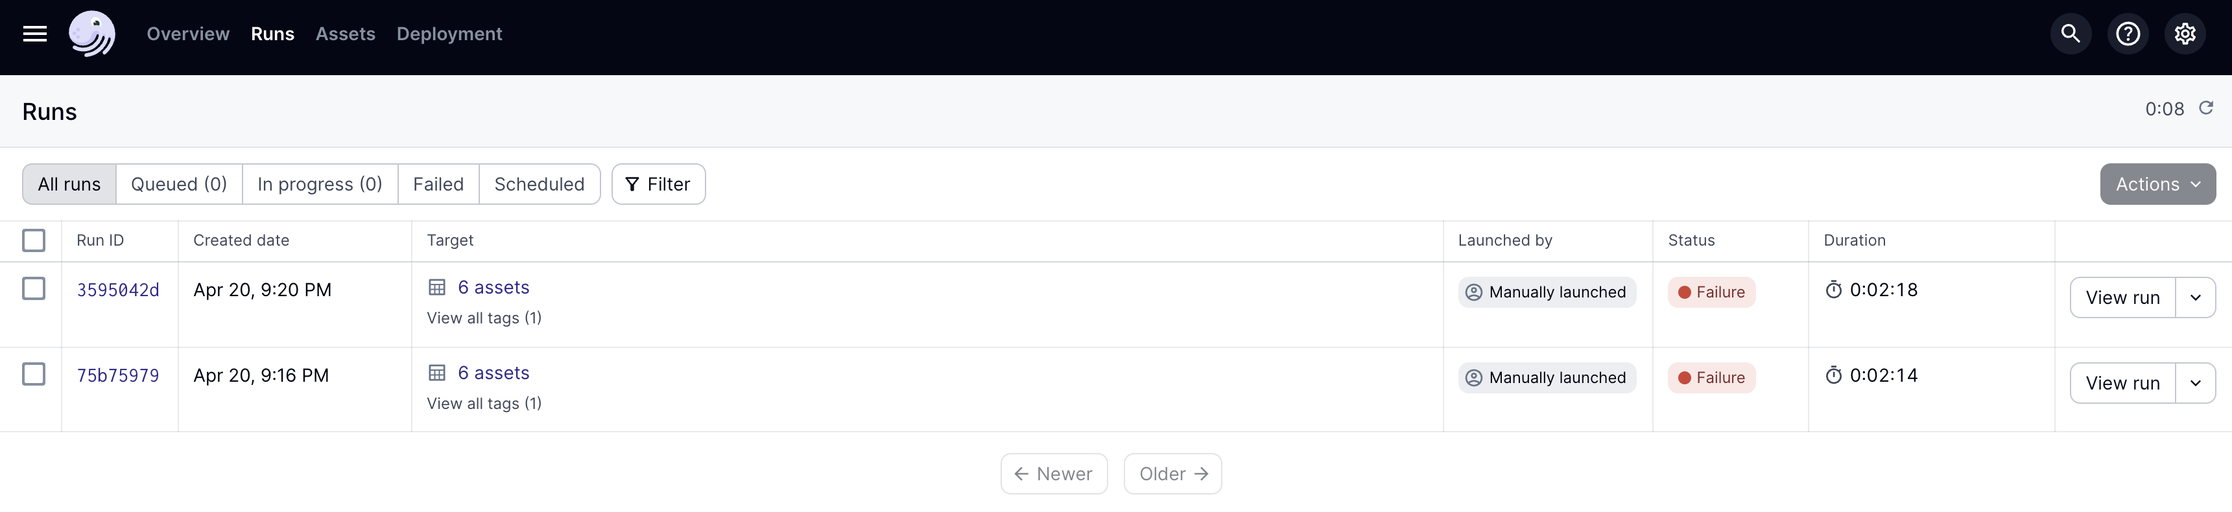 Overview Runs Assets Deployment
Runs
0:08
All runs Queued (0) In progress (0) Failed Scheduled Filter Actions
Run ID Created date Target Launched by Status Duration
3595042d Apr 20, 9:20 PM 6 assets Manually launched Failure 0:02:18 View run
View all tags (1)
75b75979 Apr 20, 9:16 PM 6 assets Manually launched Failure 0:02:14 View run
View all tags (1)
← Newer Older →